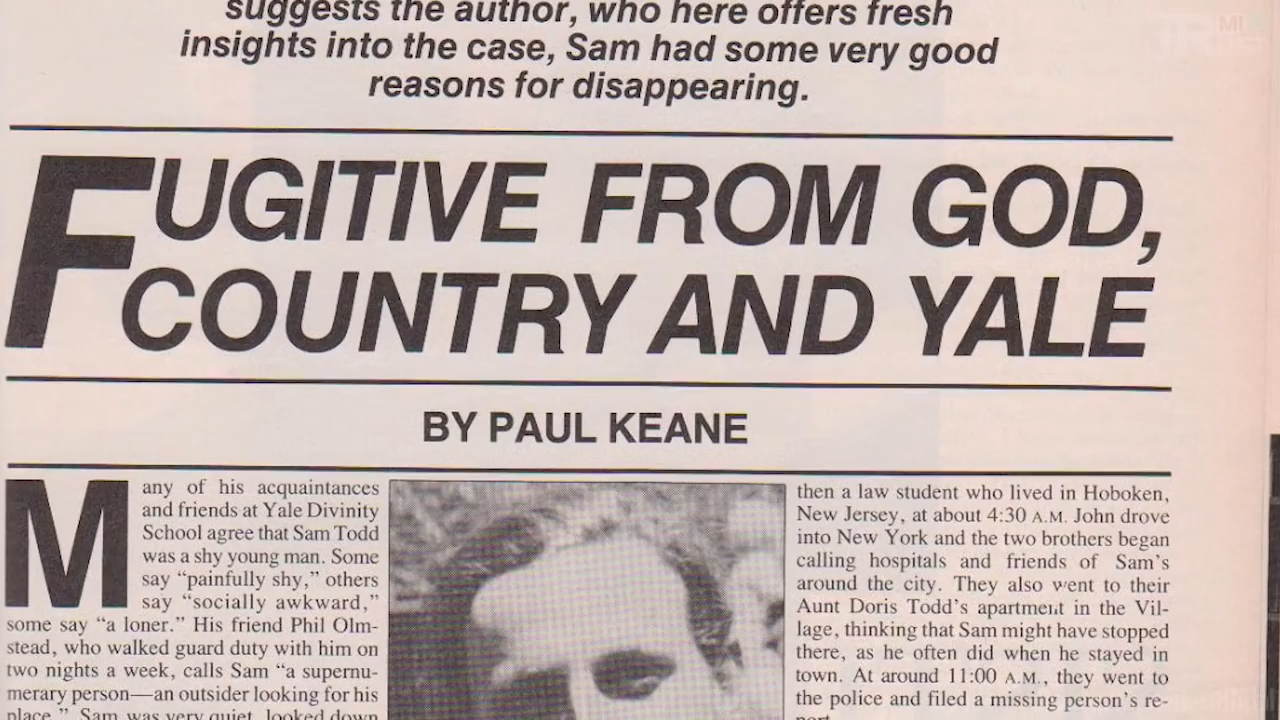 suggests the author, who here offers fresh
insights into the case, Sam had some very good
reasons for disappearing.
FUGITIVE FROM GOD,
COUNTRY AND YALE
BY PAUL KEANE
Many of his acquaintances
and friends at Yale Divinity
School agree that Sam Todd
was a shy young man. Some
say “painfully shy,” others
say “socially awkward,”
some say “a loner.” His friend Phil Olm-
stead, who walked guard duty with him on
two nights a week, calls Sam “a supernu-
merary person—an outsider looking for his
place.” Sam was very quiet, looked down
then a law student who lived in Hoboken,
New Jersey, at about 4:30 A.M. John drove
into New York and the two brothers began
calling hospitals and friends of Sam's
around the city. They also went to their
Aunt Doris Todd's apartment in the Vil-
lage, thinking that Sam might have stopped
there, as he often did when he stayed in
town. At around 11:00 A.M., they went to
the police and filed a missing person's re-
port.